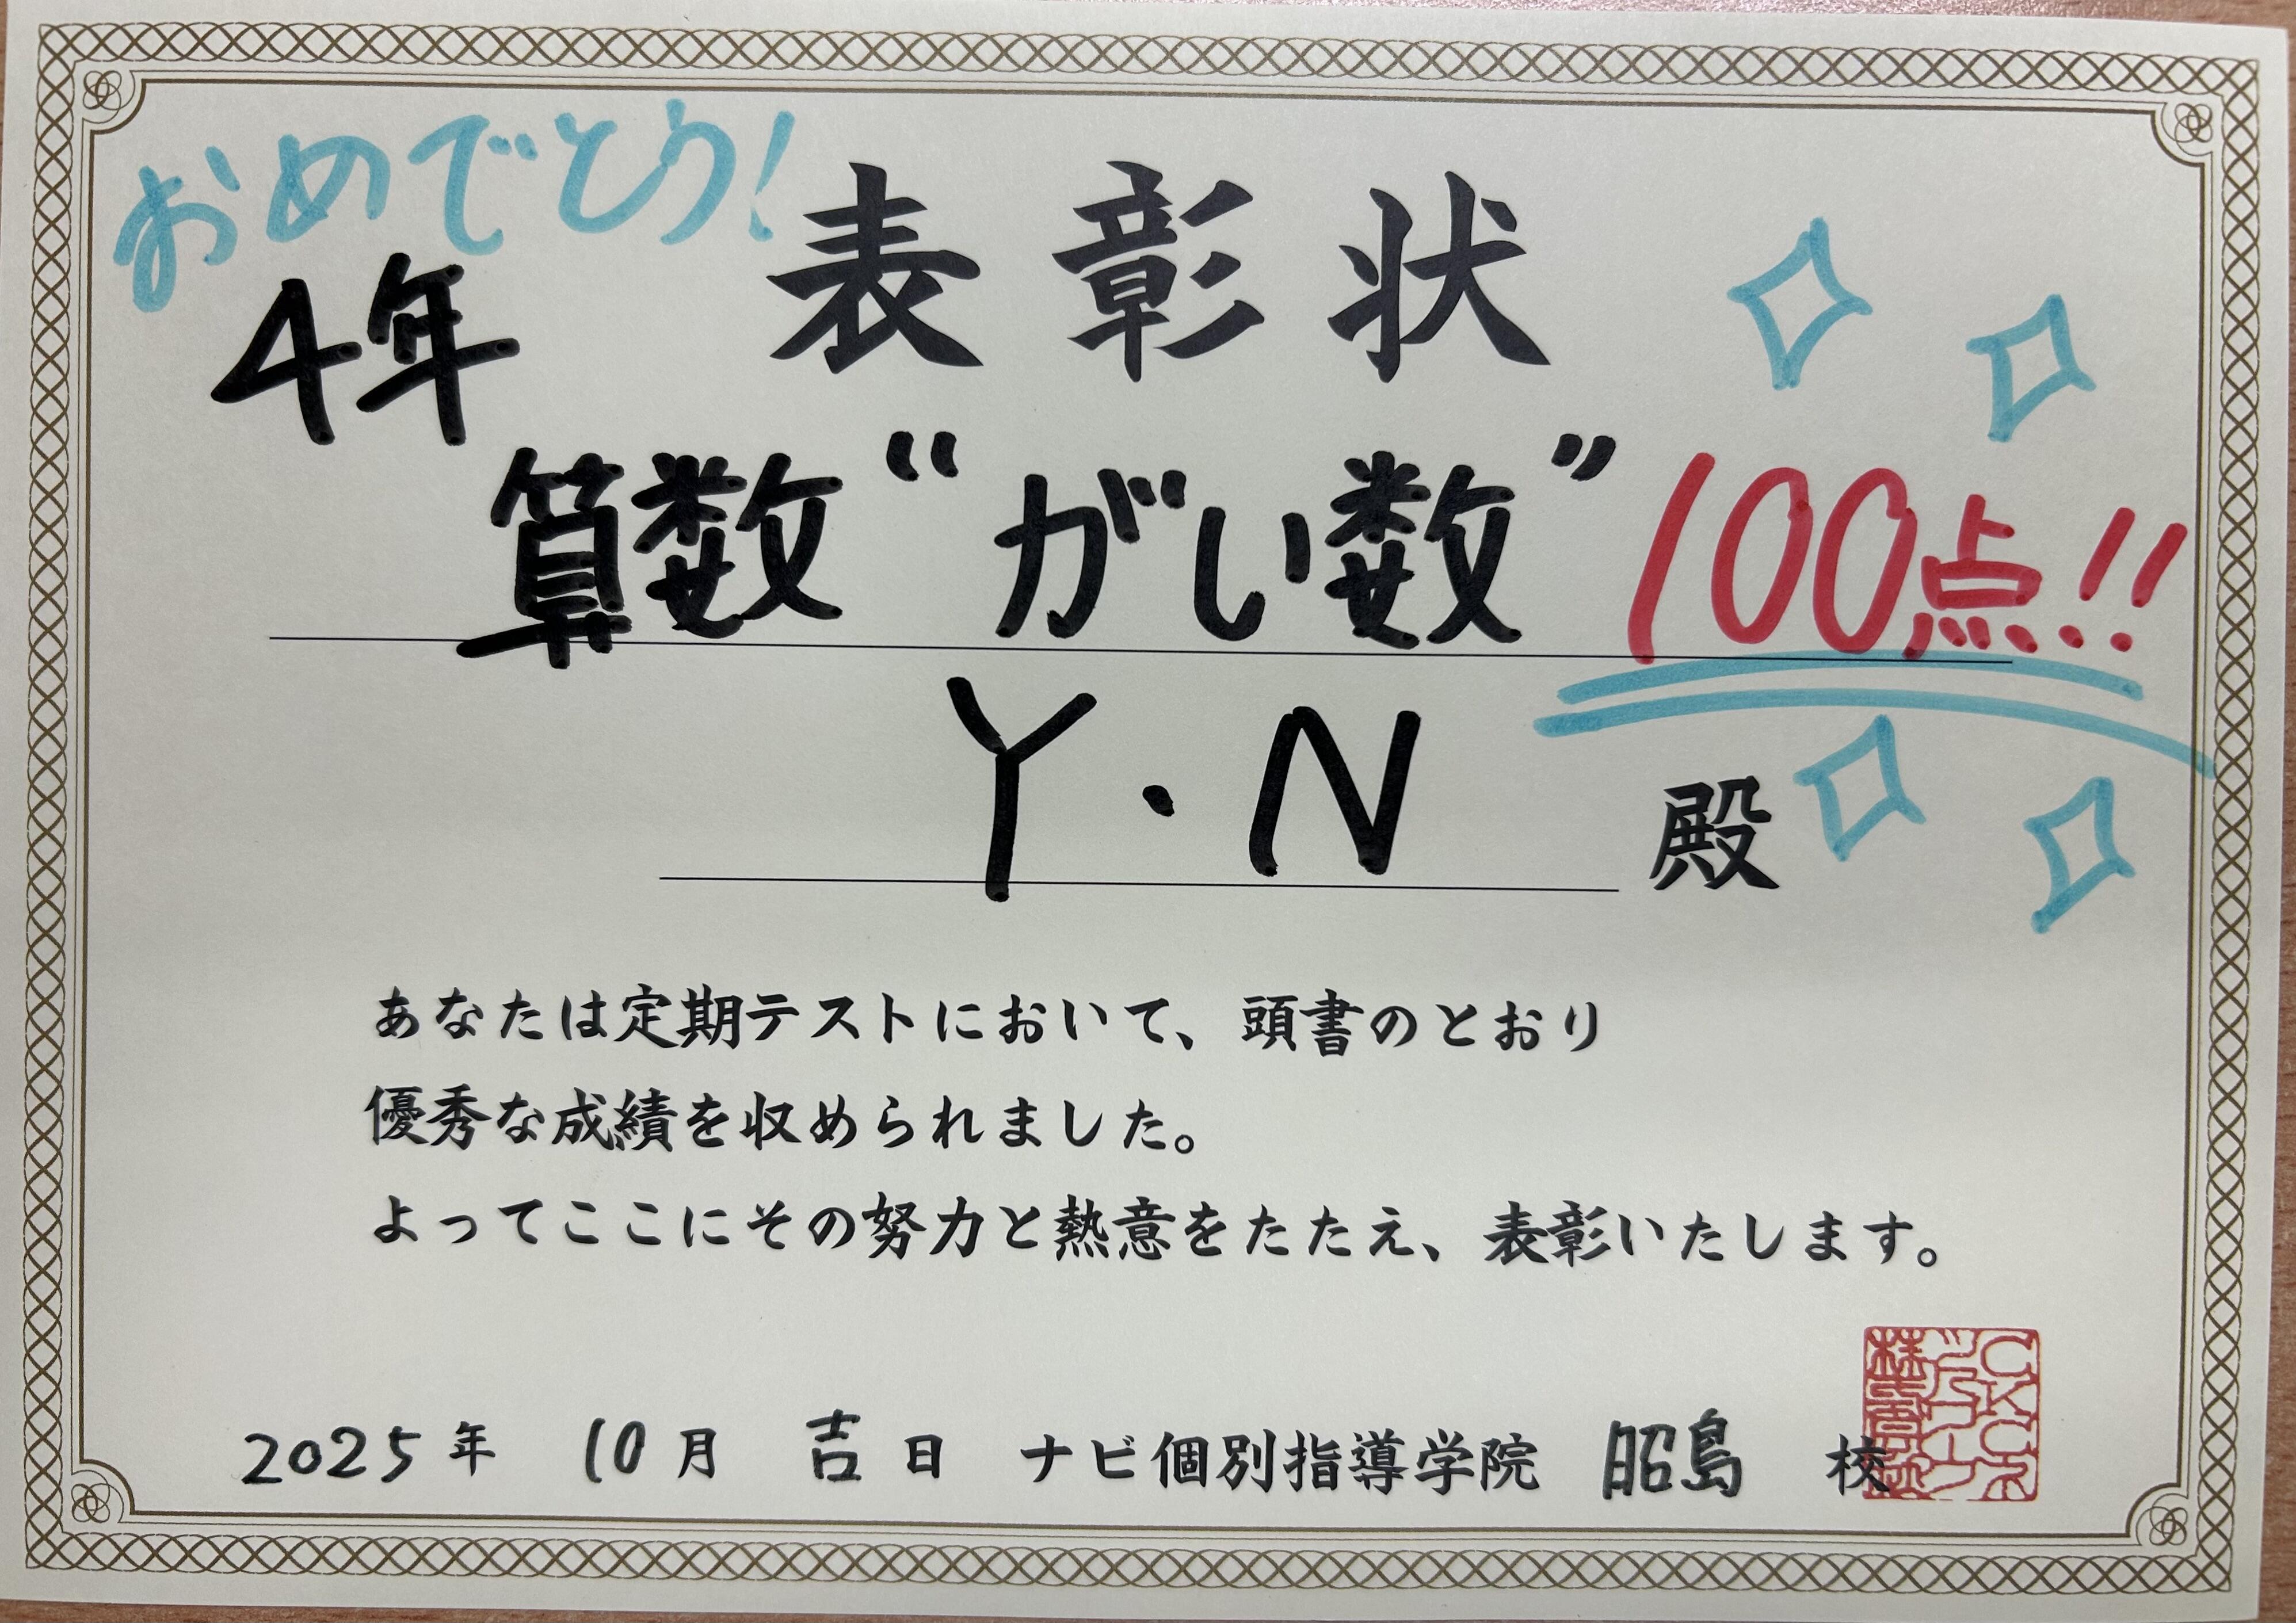 おめでとう!
表彰状
4年
算数“がい数”100点!!
Y・N 殿
あなたは定期テストにおいて、頭書のとおり
優秀な成績を収められました。
よってここにその努力と熱意をたたえ、表彰いたします。
2025年 10月 吉日 ナビ個別指導学院 昭島 校